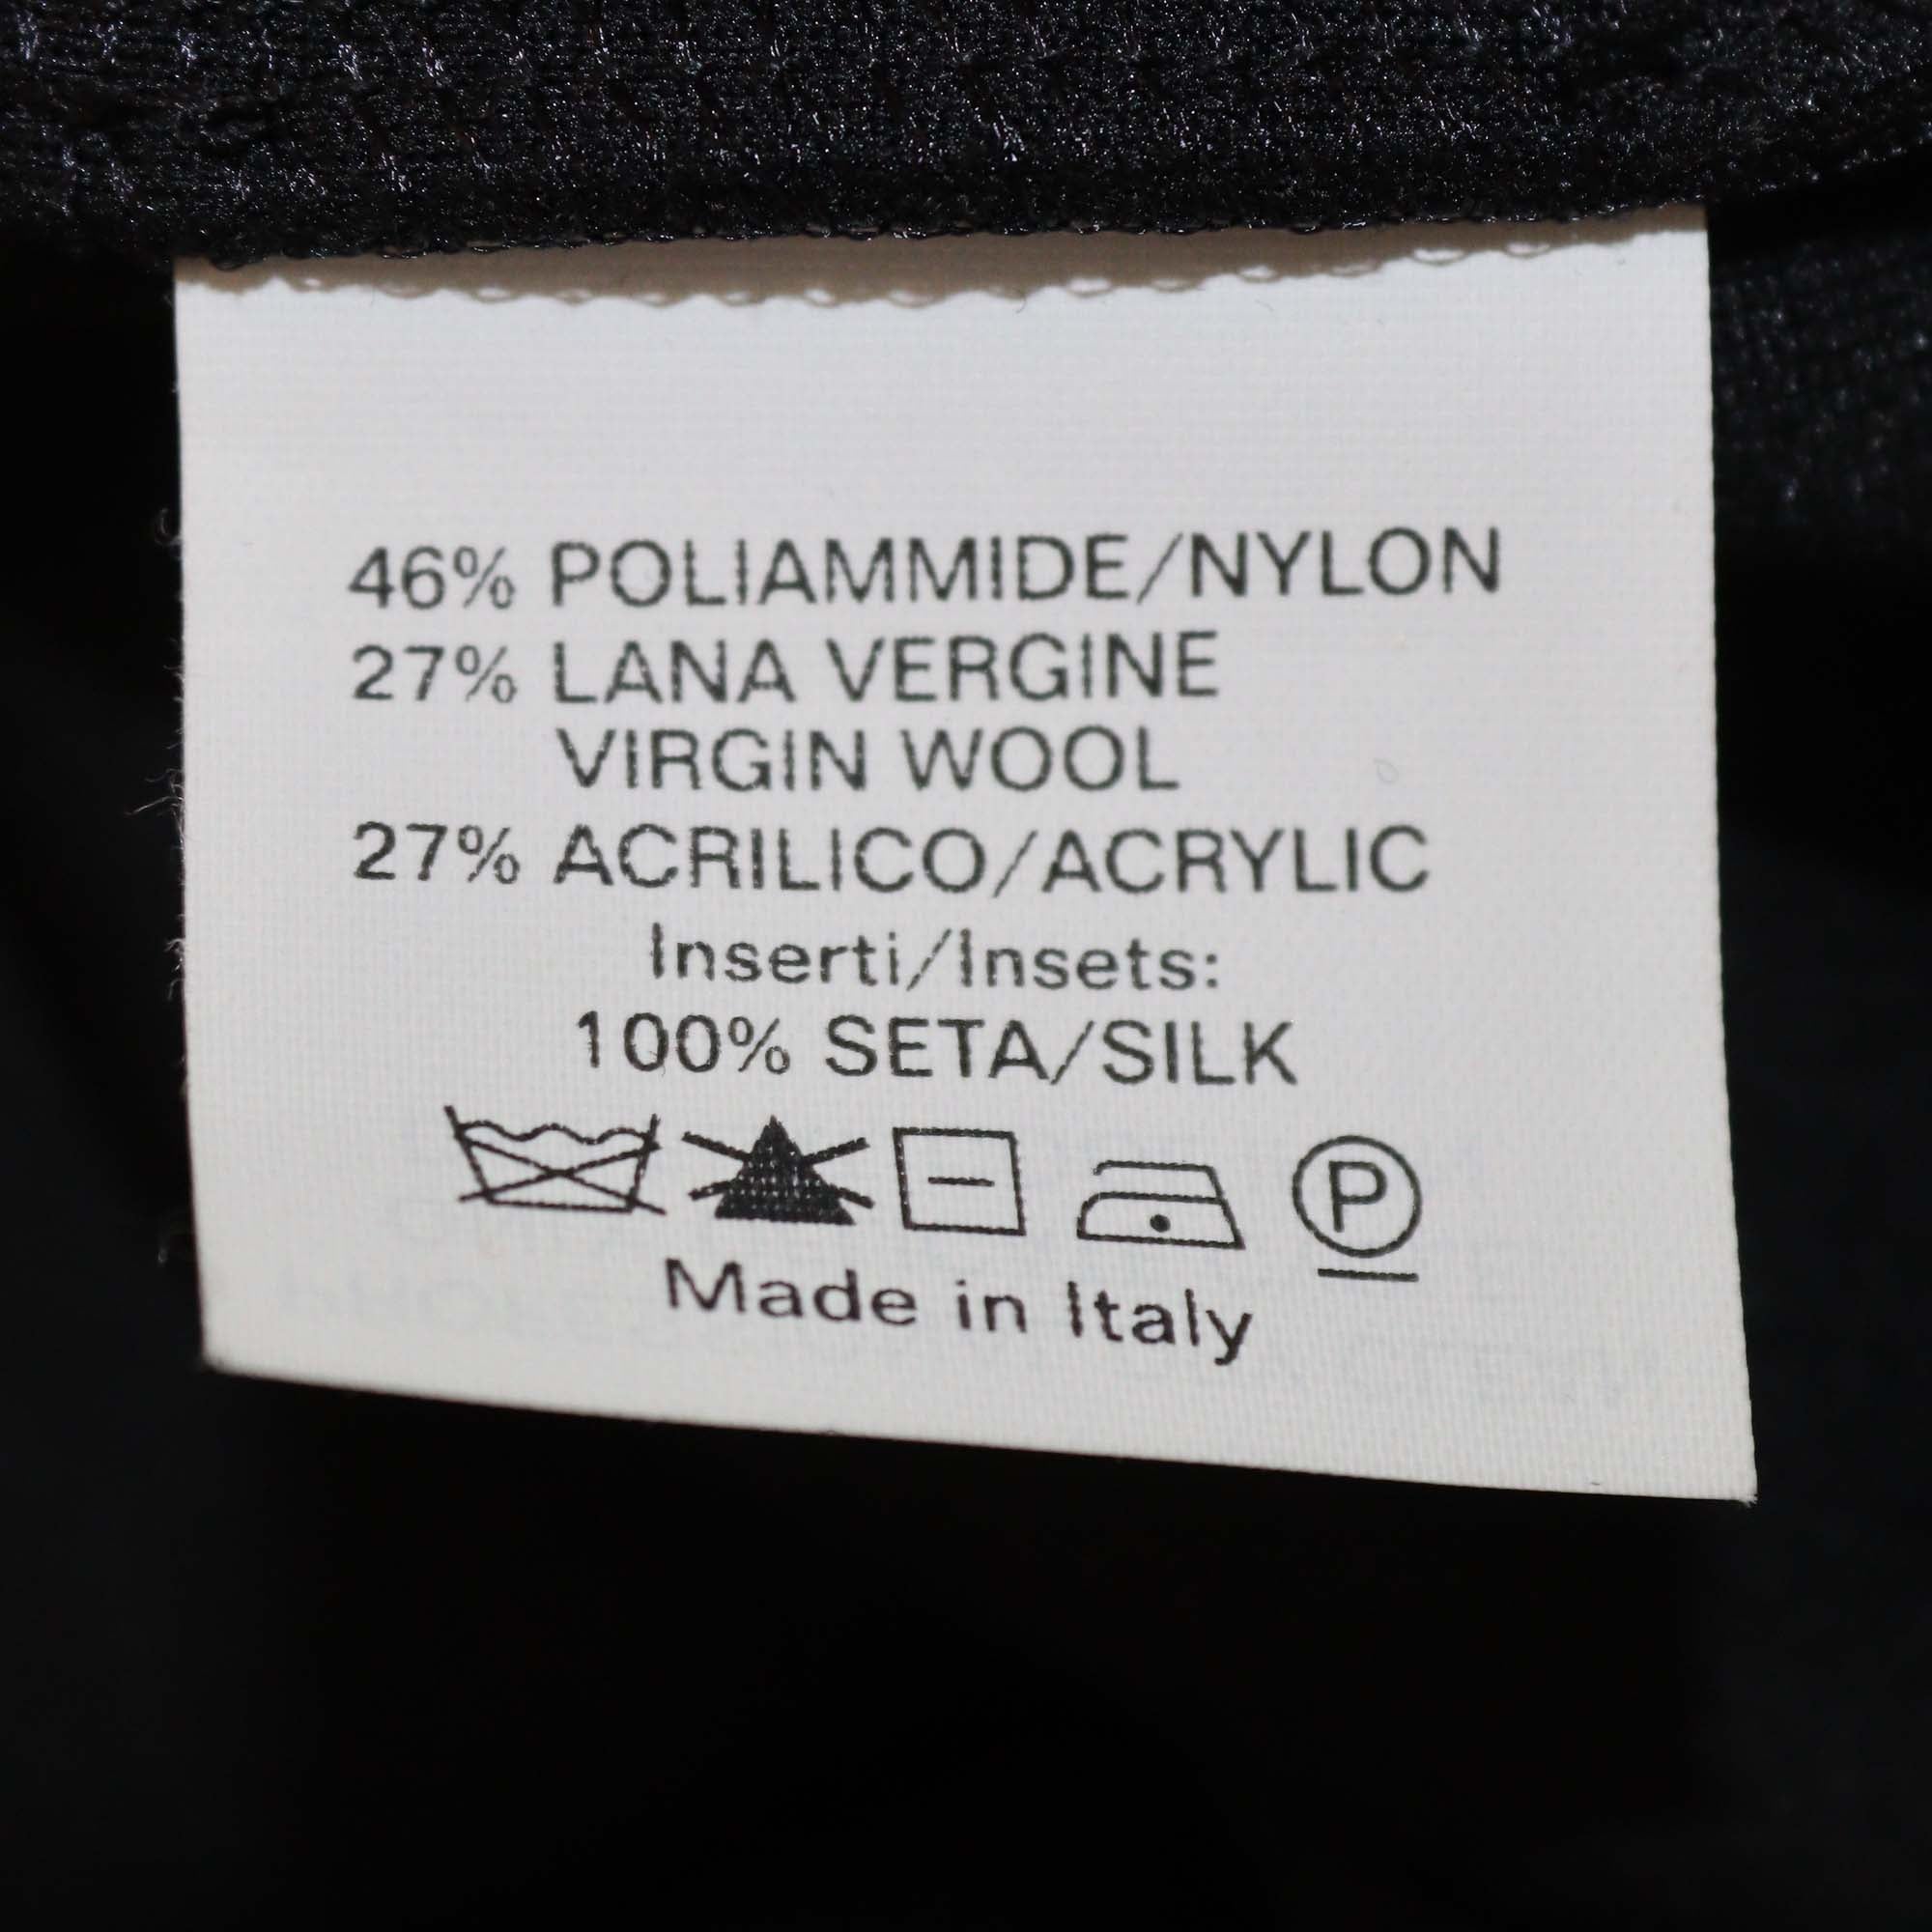 46% POLIAMMIDE/NYLON
27% LANA VERGINE
VIRGIN WOOL
27% ACRILICO/ACRYLIC
Inserti/Insets:
100% SETA/SILK
P
Made in Italy